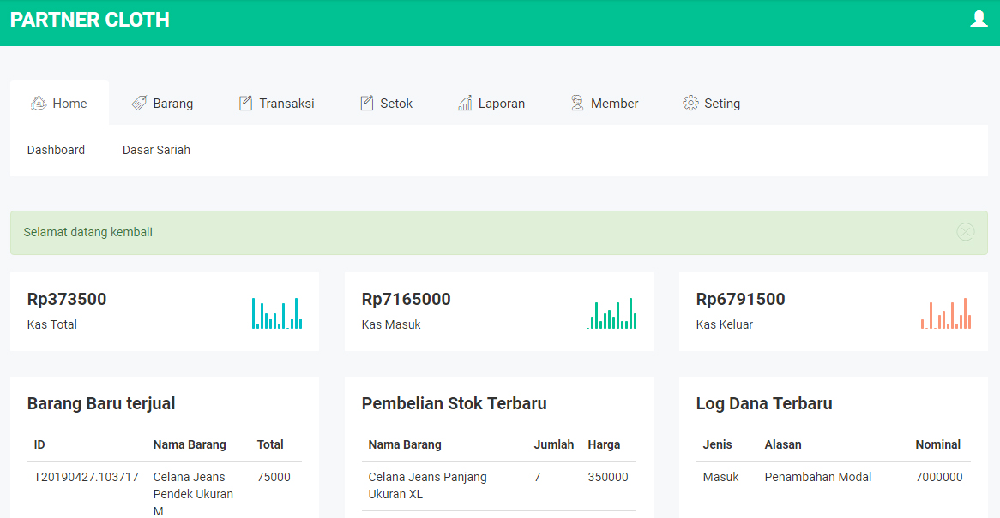 PARTNER CLOTH
Home Barang Transaksi Setok Laporan Member Seting
Dashboard Dasar Sariah
Selamat datang kembali
Rp373500
Kas Total
Rp7165000
Kas Masuk
Rp6791500
Kas Keluar
Barang Baru terjual
ID Nama Barang Total
T20190427.103717 Celana Jeans 75000
Pendek Ukuran
M
Pembelian Stok Terbaru
Nama Barang Jumlah Harga
Celana Jeans Panjang 7 350000
Ukuran XL
Log Dana Terbaru
Jenis Alasan Nominal
Masuk Penambahan Modal 7000000